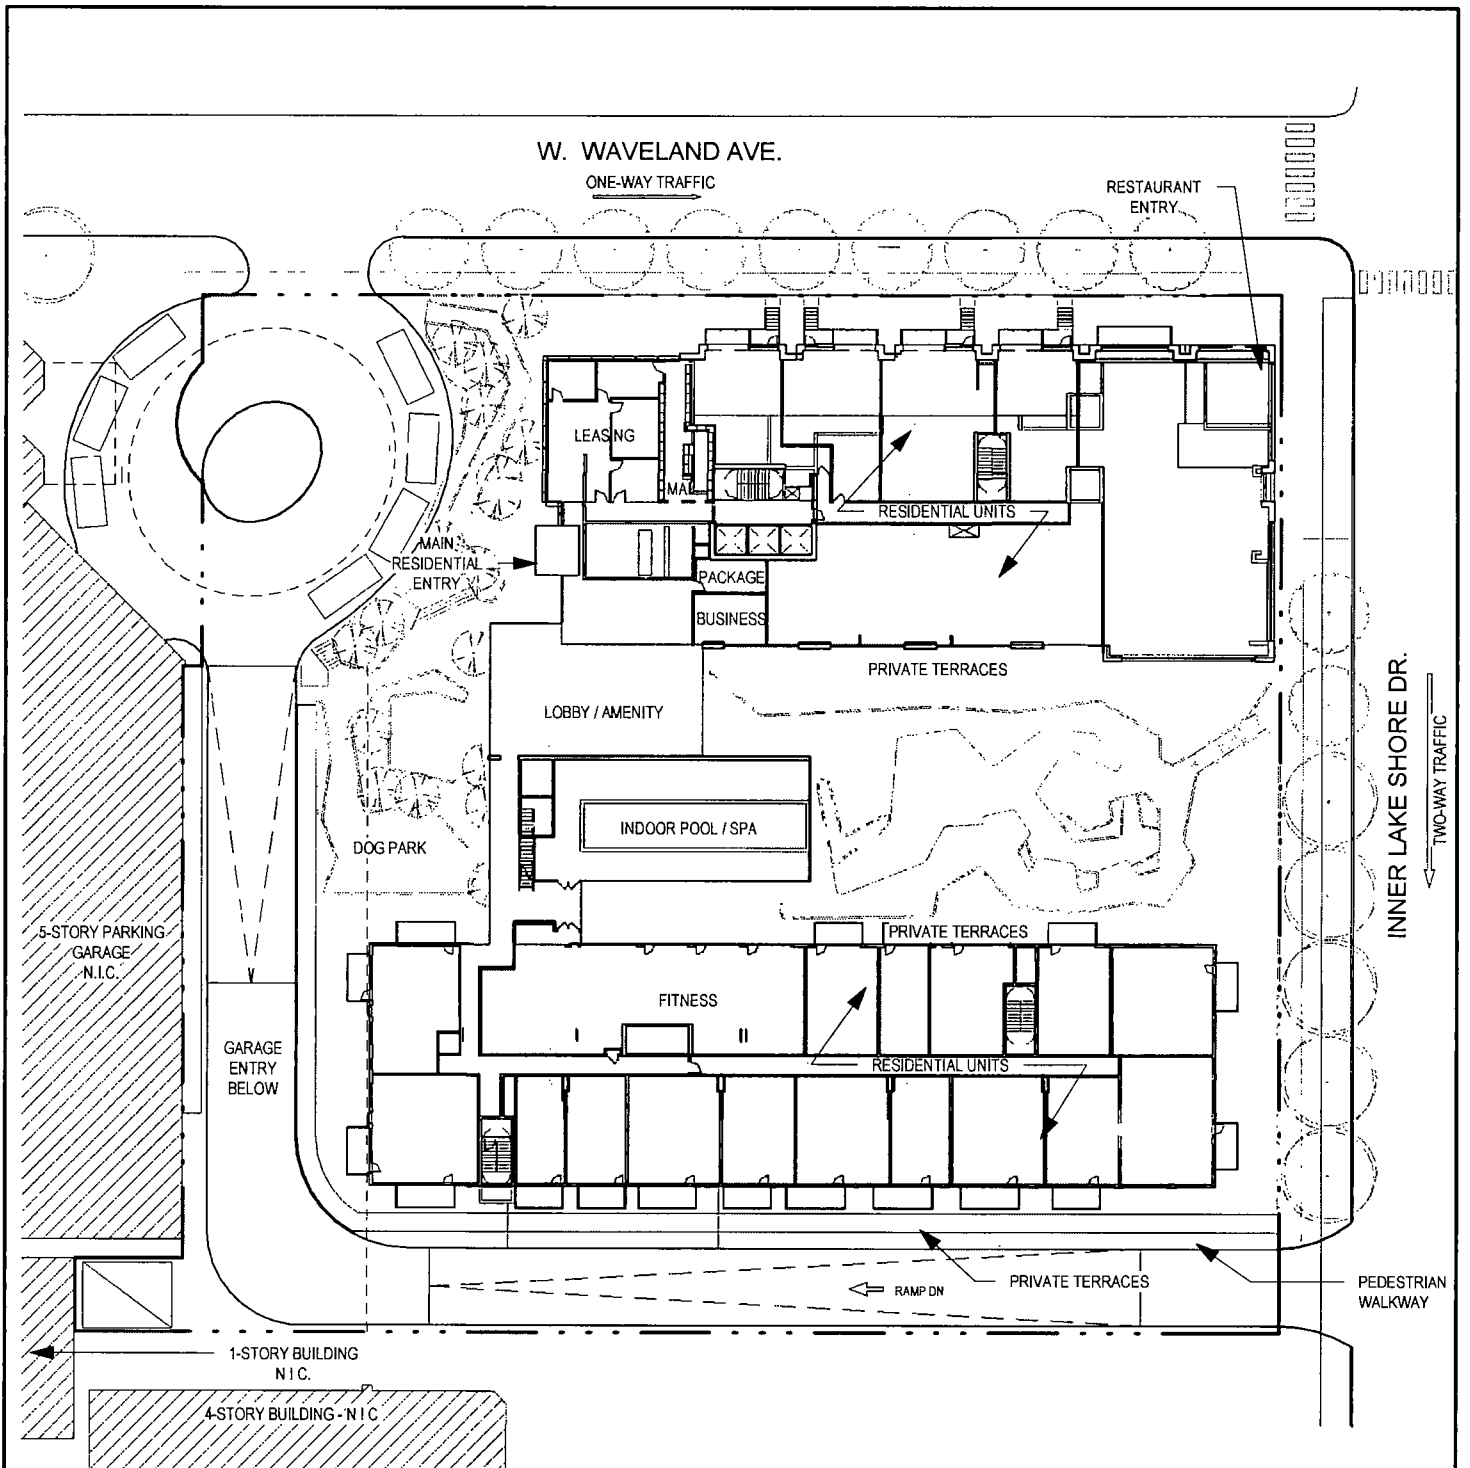 W. WAVELAND AVE.
ONE-WAY TRAFFIC
RESTAURANT
ENTRY
LEASING
MAIL
RESIDENTIAL UNITS
MAIN
RESIDENTIAL
ENTRY
PACKAGE
BUSINESS
PRIVATE TERRACES
LOBBY / AMENITY
INNER LAKE SHORE DR.
TWO-WAY TRAFFIC
INDOOR POOL / SPA
DOG PARK
5-STORY PARKING
GARAGE
N.I.C.
PRIVATE TERRACES
FITNESS
GARAGE
ENTRY
BELOW
RESIDENTIAL UNITS
RAMP DN
PRIVATE TERRACES
PEDESTRIAN
WALKWAY
1-STORY BUILDING
N I C.
4-STORY BUILDING - N I C